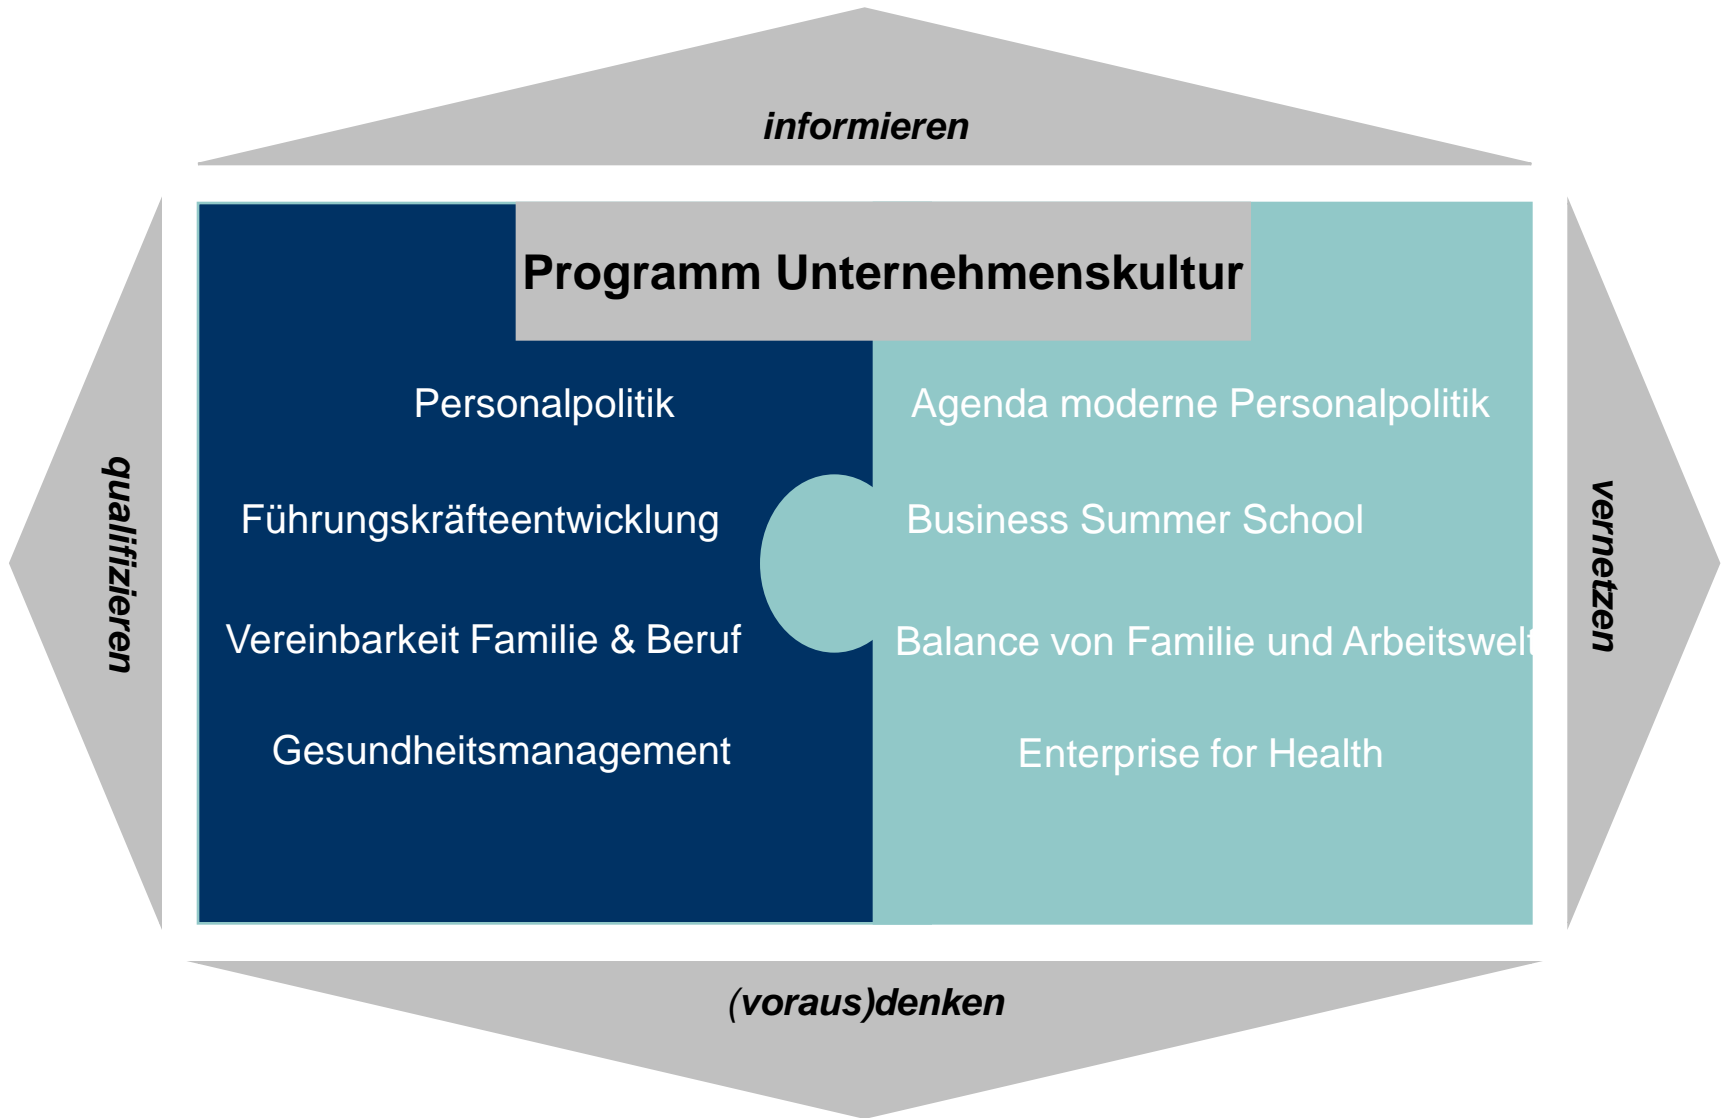 informieren
Programm Unternehmenskultur
Personalpolitik
Agenda moderne Personalpolitik
Führungskräfteentwicklung
Business Summer School
Vereinbarkeit Familie & Beruf
Balance von Familie und Arbeitswelt
Gesundheitsmanagement
Enterprise for Health
qualifizieren
vernetzen
(voraus)denken